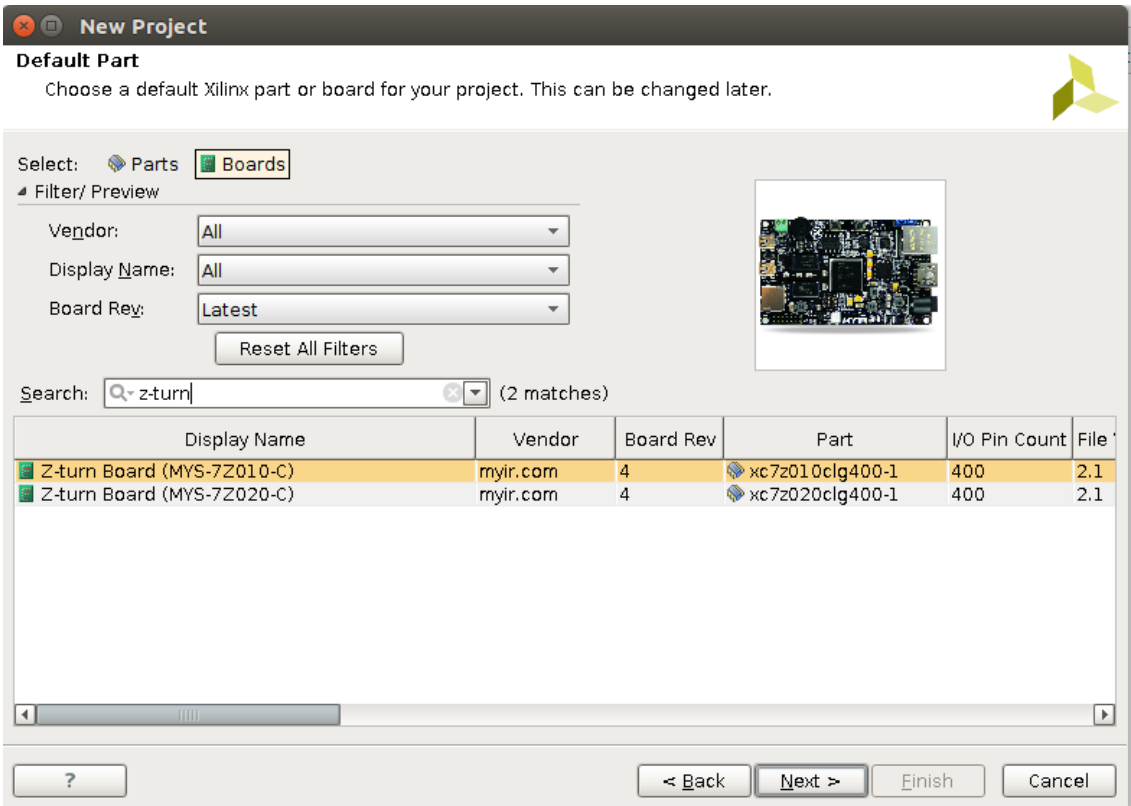 New Project
Default Part
Choose a default Xilinx part or board for your project. This can be changed later.
Select: Parts Boards
Filter/ Preview
Vendor: All
Display Name: All
Board Rev: Latest
Reset All Filters
Search: z-turn (2 matches)
Display Name Vendor Board Rev Part I/O Pin Count File
Z-turn Board (MYS-7Z010-C) myir.com 4 xc7z010clg400-1 400 2.1
Z-turn Board (MYS-7Z020-C) myir.com 4 xc7z020clg400-1 400 2.1
? < Back Next > Finish Cancel